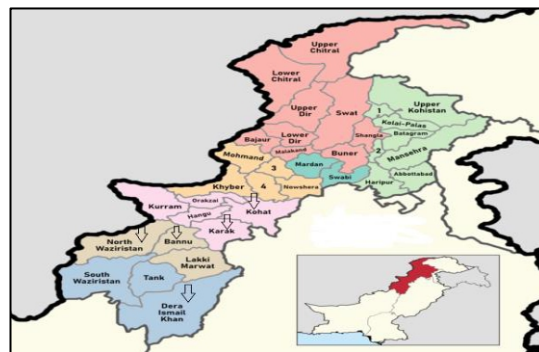 Upper
Chitral
Lower
Chitral
Upper
Dir
Swat
Upper
Kohistan
1
Kolai-Palas
Batagram
Shangla
2
Mansehra
Bajaur
Lower
Dir
Malakand
Buner
Mohmand
3
Mardan
Swabi
Abbottabad
Haripur
Khyber
4
Nowshera
Kurram
Orakzai
Hangu
Kohat
Karak
North
Waziristan
Bannu
Lakki
Marwat
South
Waziristan
Tank
Dera
Ismail
Khan